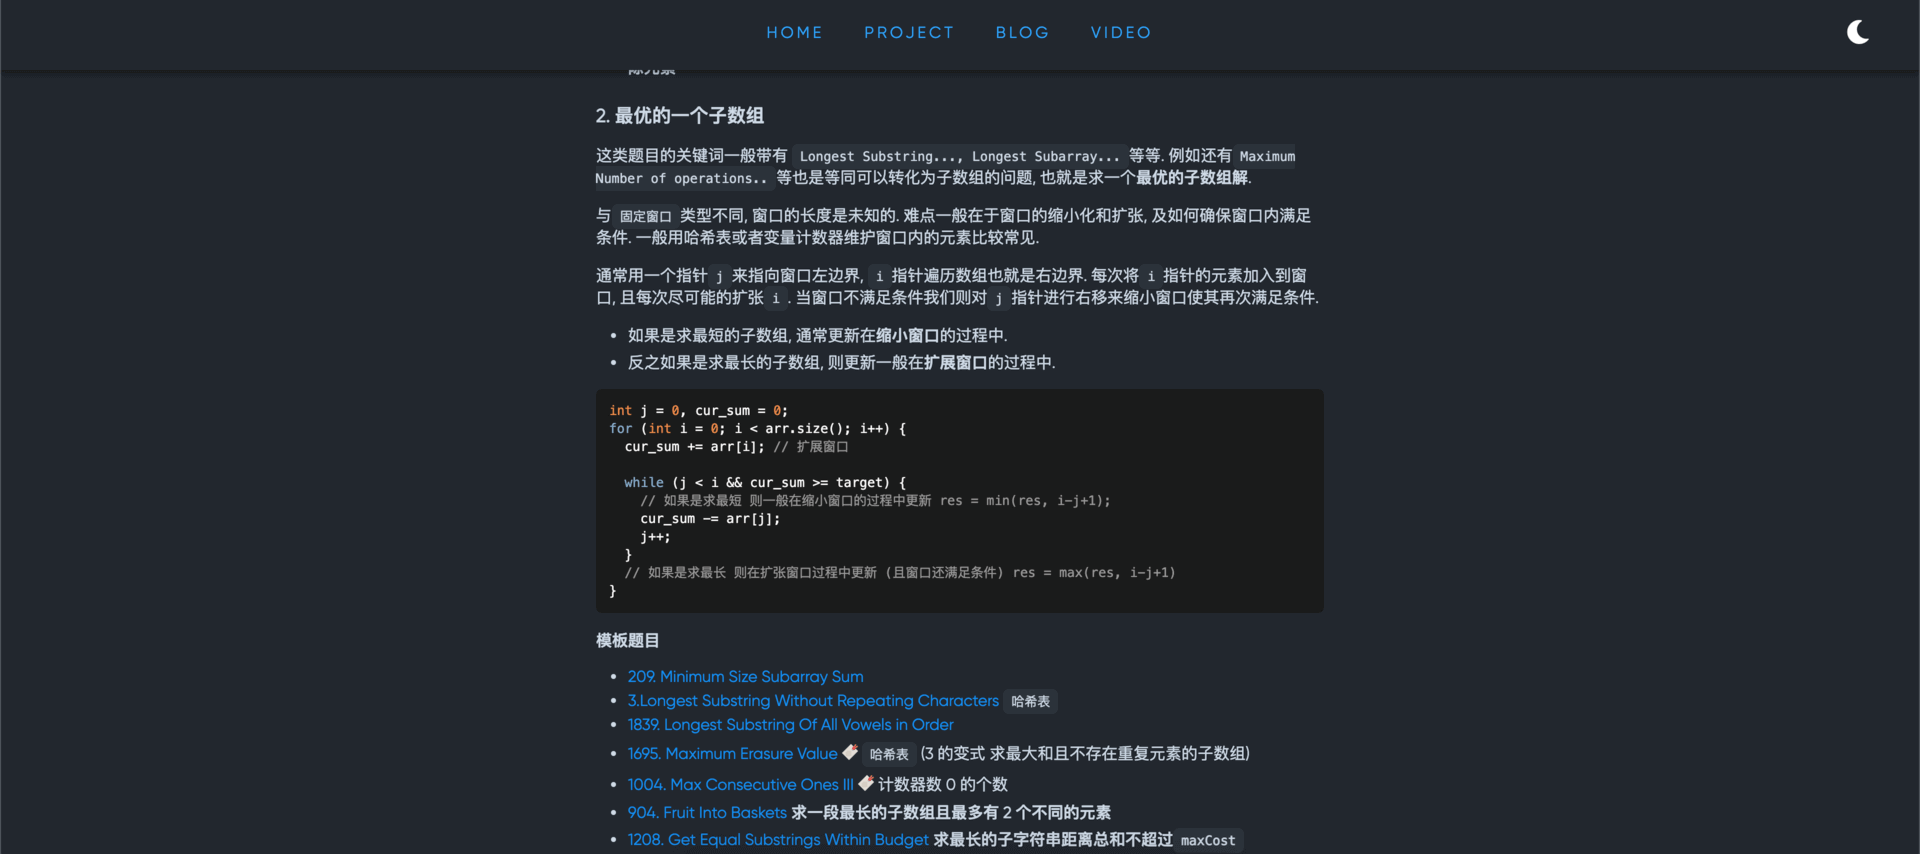 HOME PROJECT BLOG VIDEO
2. 最优的一个子数组
这类题目的关键词一般带有 Longest Substring..., Longest Subarray... 等等. 例如还有 Maximum
Number of operations.. 等也是等同可以转化为子数组的问题, 也就是求一个最优的子数组解.
与 固定窗口 类型不同, 窗口的长度是未知的. 难点一般在于窗口的缩小化和扩张, 及如何确保窗口内满足
条件. 一般用哈希表或者变量计数器维护窗口内的元素比较常见.
通常用一个指针 j 来指向窗口左边界, i 指针遍历数组也就是右边界. 每次将 i 指针的元素加入到窗
口, 且每次尽可能的扩张 i . 当窗口不满足条件我们则对 j 指针进行右移来缩小窗口使其再次满足条件.
• 如果是求最短的子数组, 通常更新在缩小窗口的过程中.
• 反之如果是求最长的子数组, 则更新一般在扩展窗口的过程中.
int j = 0, cur_sum = 0;
for (int i = 0; i < arr.size(); i++) {
cur_sum += arr[i]; // 扩展窗口
while (j < i && cur_sum >= target) {
// 如果是求最短 则一般在缩小窗口的过程中更新 res = min(res, i-j+1);
cur_sum -= arr[j];
j++;
}
// 如果是求最长 则在扩张窗口过程中更新 (且窗口还满足条件) res = max(res, i-j+1)
}
模板题目
• 209. Minimum Size Subarray Sum
• 3.Longest Substring Without Repeating Characters 哈希表
• 1839. Longest Substring Of All Vowels in Order
• 1695. Maximum Erasure Value 哈希表 (3 的变式 求最大和且不存在重复元素的子数组)
• 1004. Max Consecutive Ones III 计数器数 0 的个数
• 904. Fruit Into Baskets 求一段最长的子数组且最多有 2 个不同的元素
• 1208. Get Equal Substrings Within Budget 求最长的子字符串距离总和不超过 maxCost